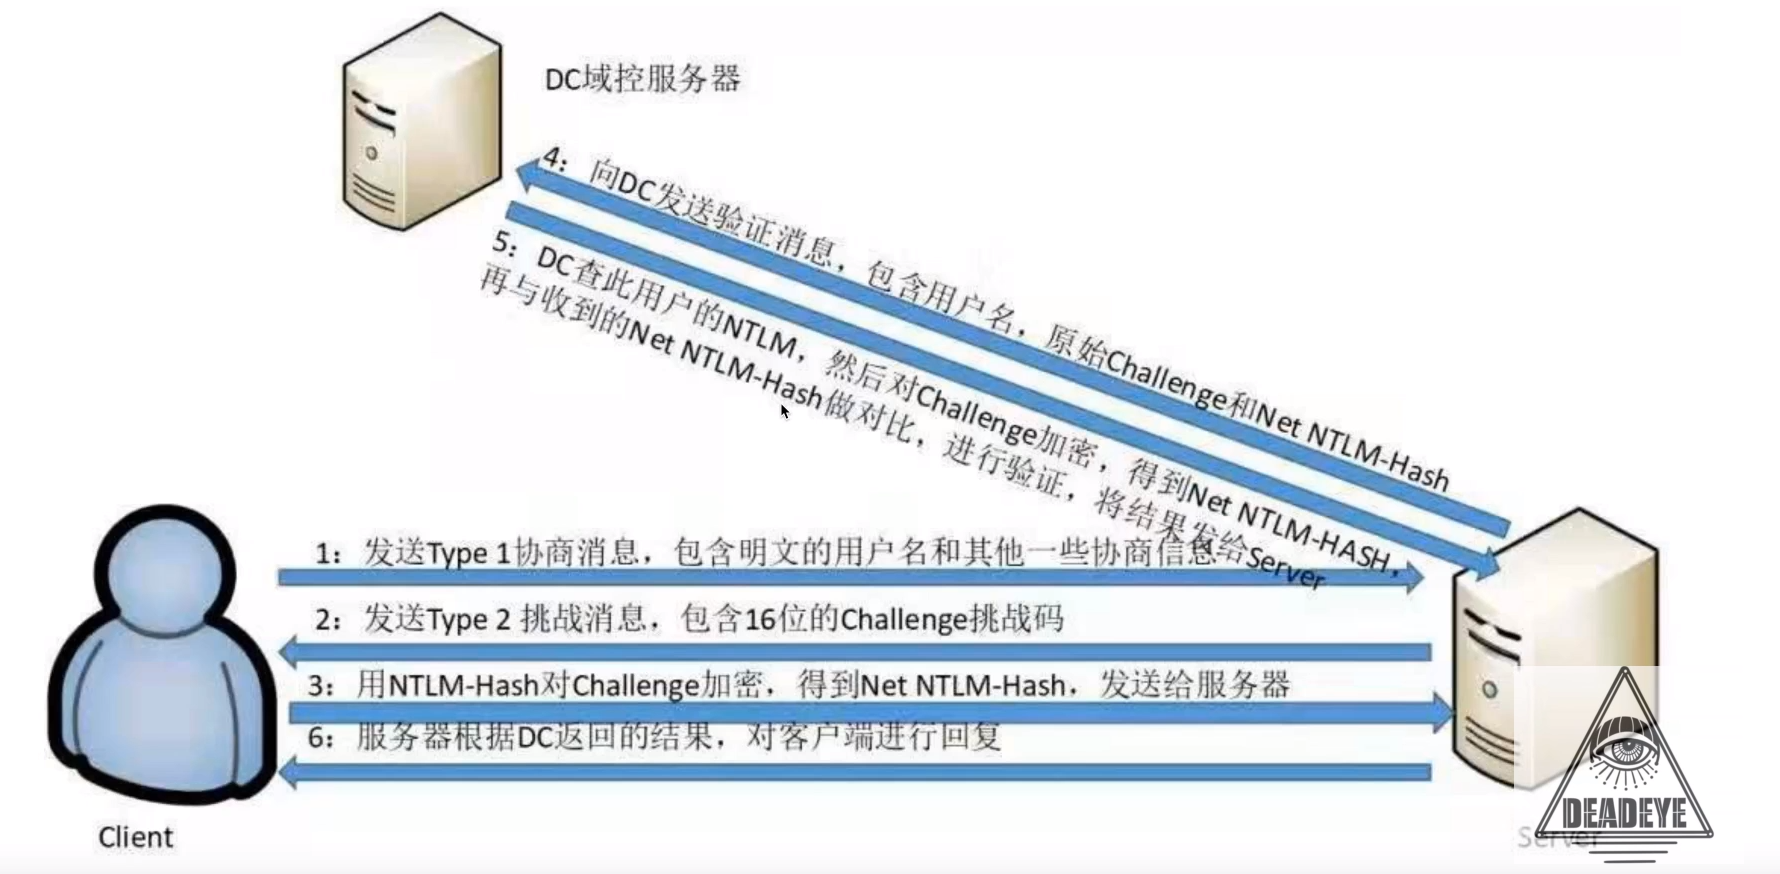 DC域控服务器
4：向DC发送验证消息，包含用户名，原始Challenge和Net NTLM-Hash
5：DC查此用户的NTLM，然后对Challenge加密，得到Net NTLM-HASH，
再与收到的Net NTLM-Hash做对比，进行验证，将结果发给Server
1：发送Type 1协商消息，包含明文的用户名和其他一些协商信息
2：发送Type 2 挑战消息，包含16位的Challenge挑战码
3：用NTLM-Hash对Challenge加密，得到Net NTLM-Hash，发送给服务器
6：服务器根据DC返回的结果，对客户端进行回复
DEADEYE
Client
Server